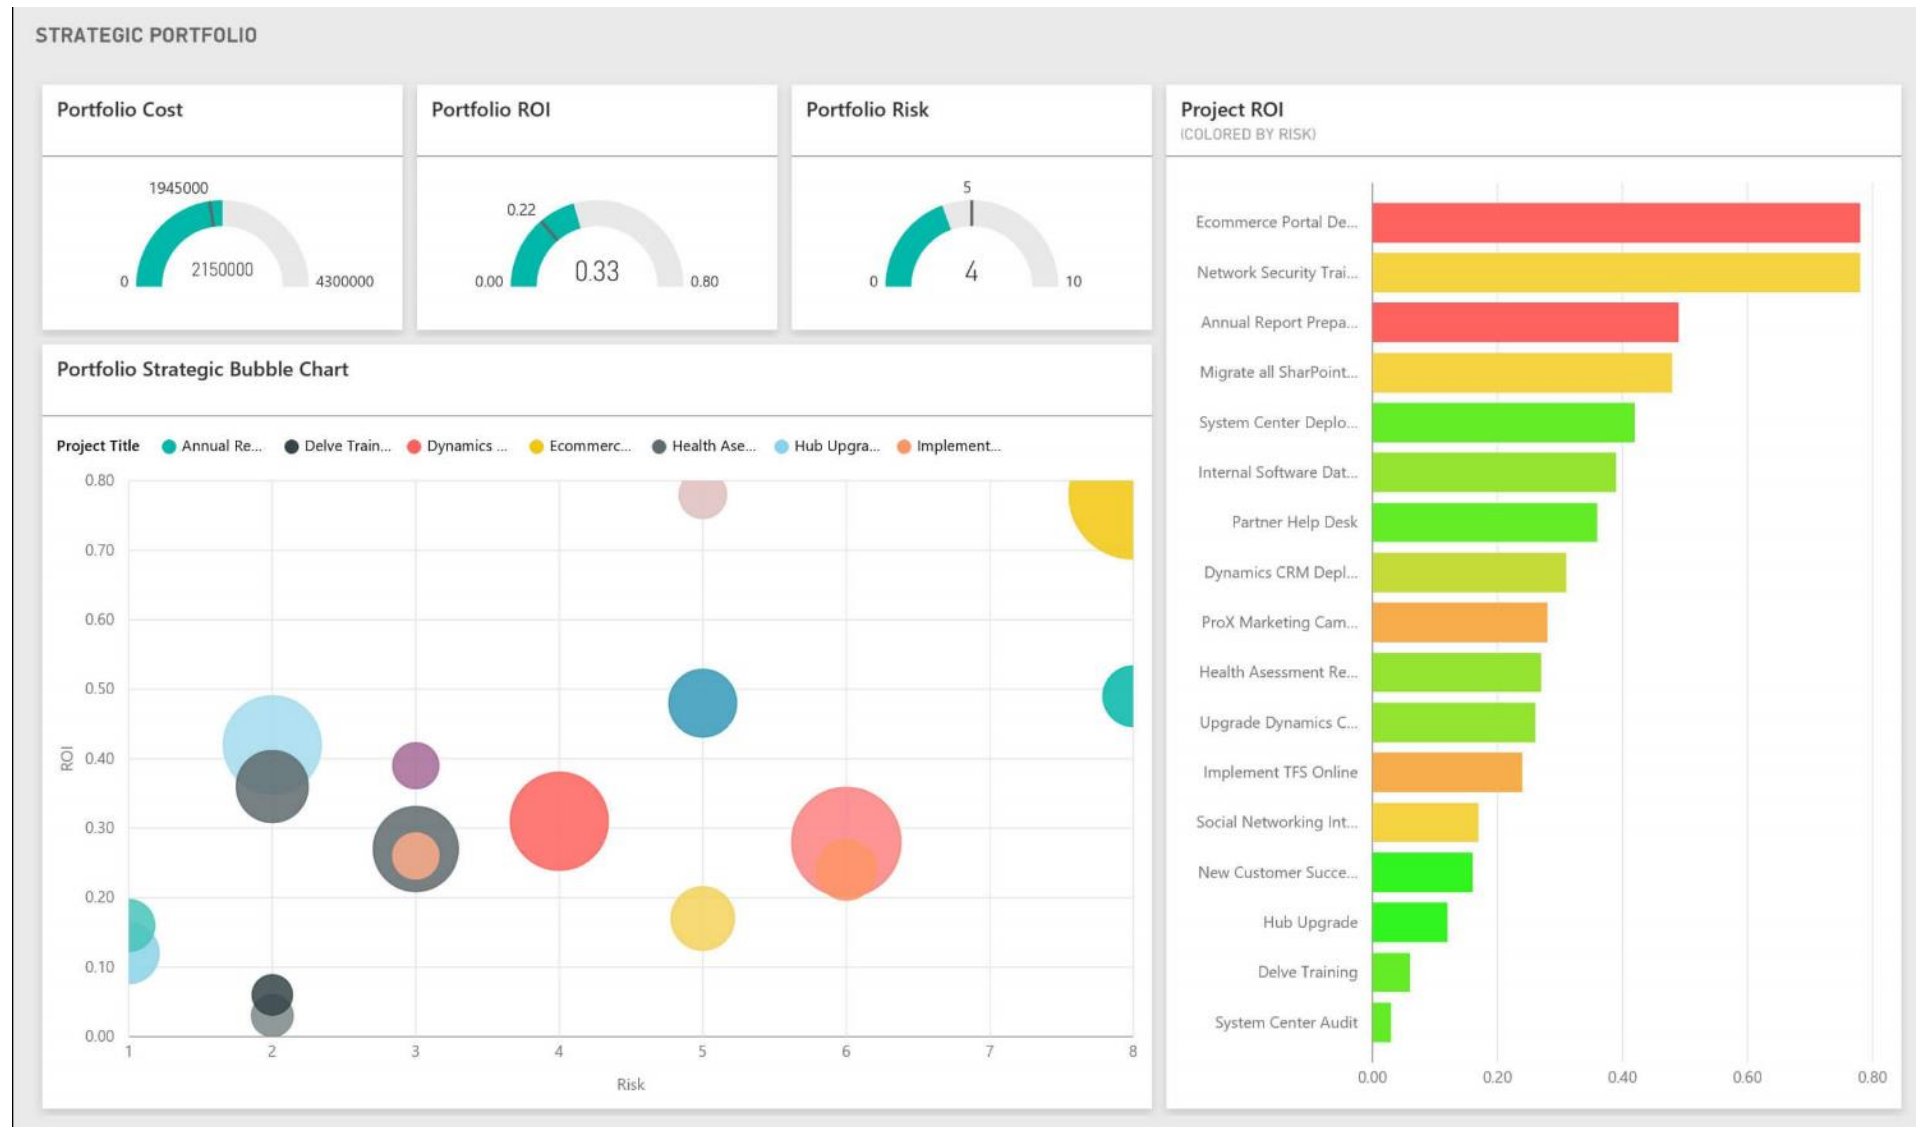 STRATEGIC PORTFOLIO
Portfolio Cost
1945000
0
2150000
4300000
Portfolio ROI
0.22
0.00
0.33
0.80
Portfolio Risk
5
0
4
10
Portfolio Strategic Bubble Chart
Project Title Annual Re... Delve Train... Dynamics ... Ecommerc... Health Ase... Hub Upgra... Implement...
0.80
0.70
0.60
0.50
0.40
0.30
0.20
0.10
0.00
ROI
1 2 3 4 5 6 7 8
Risk
Project ROI
(COLORED BY RISK)
Ecommerce Portal De...
Network Security Trai...
Annual Report Prepa...
Migrate all SharPoint...
System Center Deplo...
Internal Software Dat...
Partner Help Desk
Dynamics CRM Depl...
ProX Marketing Cam...
Health Asessment Re...
Upgrade Dynamics C...
Implement TFS Online
Social Networking Int...
New Customer Succe...
Hub Upgrade
Delve Training
System Center Audit
0.00 0.20 0.40 0.60 0.80